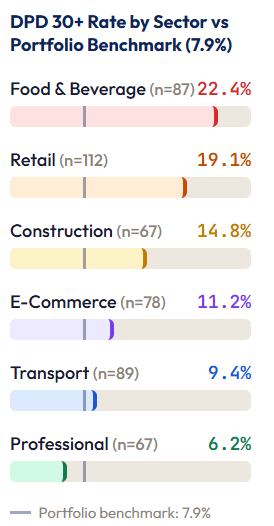 DPD 30+ Rate by Sector vs
Portfolio Benchmark (7.9%)
Food & Beverage (n=87) 22.4%
Retail (n=112) 19.1%
Construction (n=67) 14.8%
E-Commerce (n=78) 11.2%
Transport (n=89) 9.4%
Professional (n=67) 6.2%
Portfolio benchmark: 7.9%